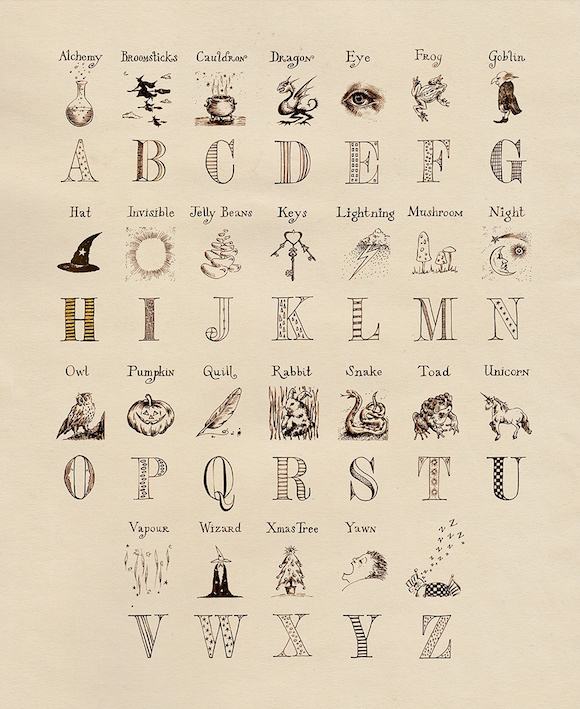 Alchemy Broomsticks Cauldron Dragon Eye Frog Goblin
A B C D E F G
Hat Invisible Jelly Beans Keys Lightning Mushroom Night
H I J K L M N
Owl Pumpkin Quill Rabbit Snake Toad Unicorn
O P Q R S T U
Z Z Z Z Z Z Z Z Z
Vapour Wizard Xmas Tree Yawn
V W X Y Z